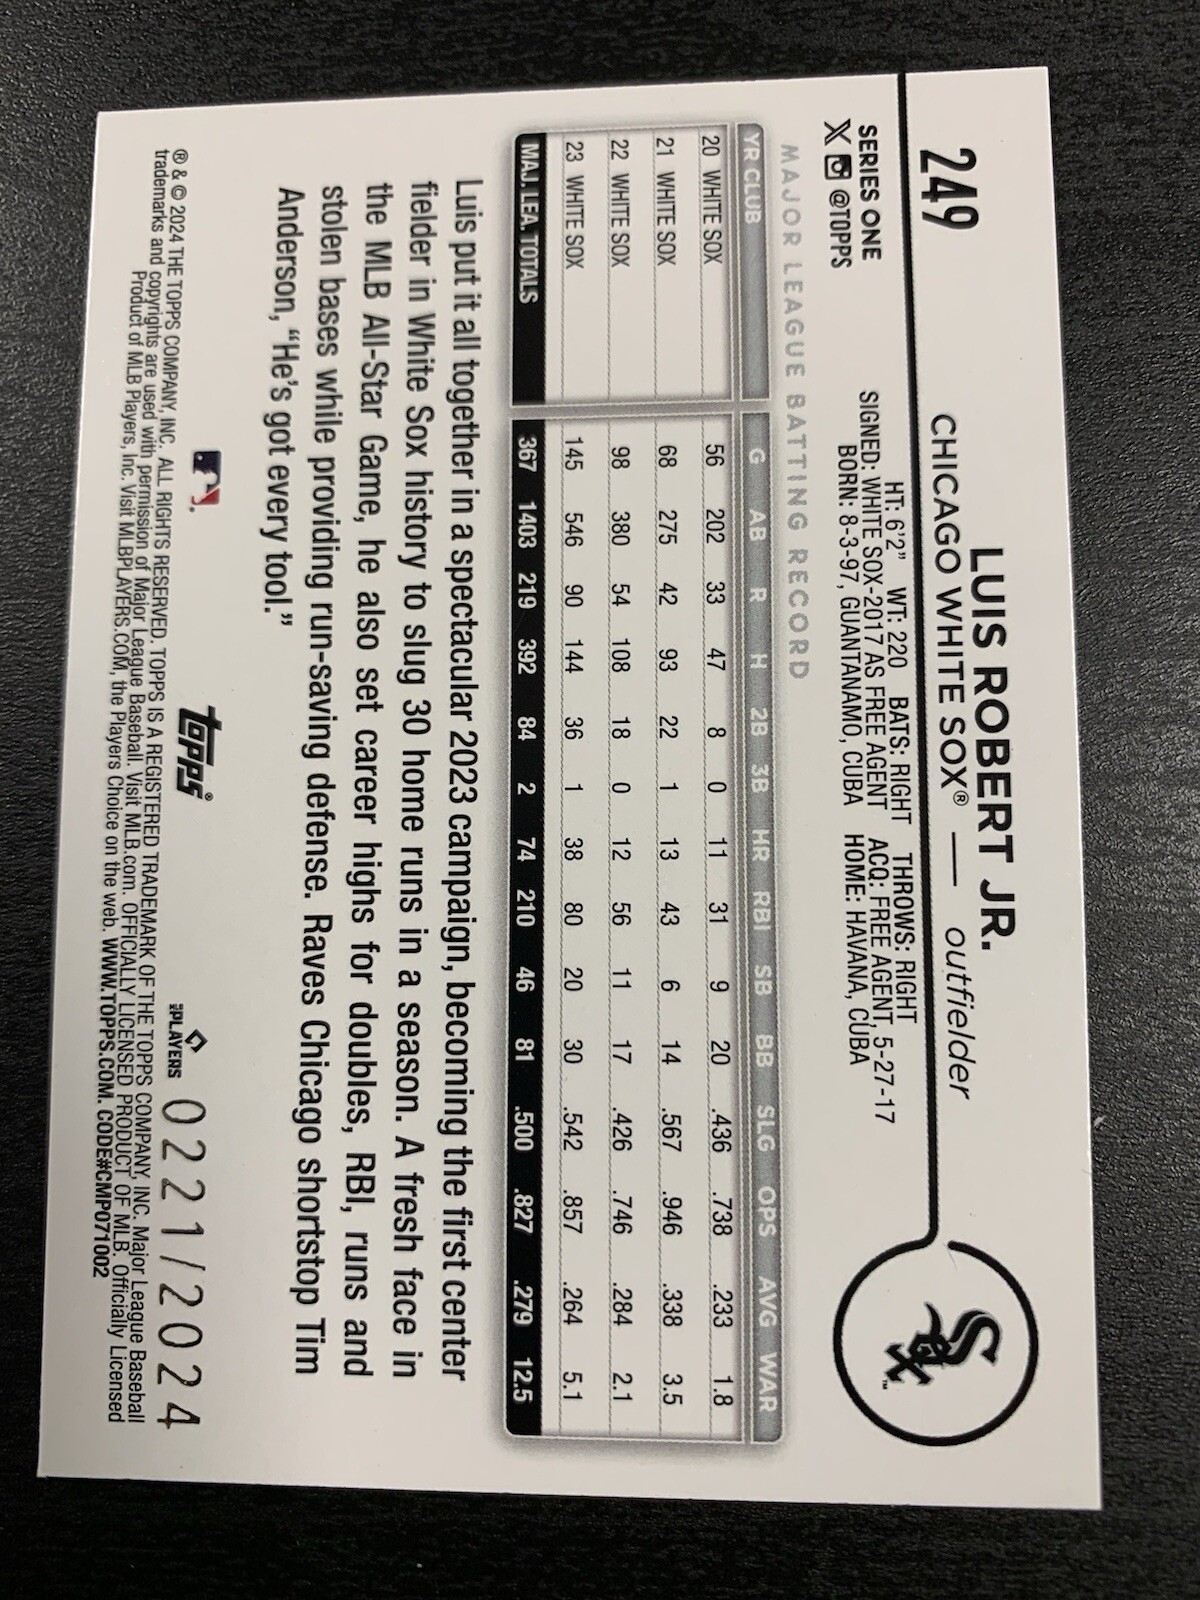 249
LUIS ROBERT JR.
CHICAGO WHITE SOX® — outfielder
SERIES ONE
@TOPPS
HT: 6'2" WT: 220 BATS: RIGHT THROWS: RIGHT
SIGNED: WHITE SOX-2017 AS FREE AGENT ACQ: FREE AGENT, 5-27-17
BORN: 8-3-97, GUANTANAMO, CUBA HOME: HAVANA, CUBA
Sox ™
MAJOR LEAGUE BATTING RECORD
YR CLUB G AB R H 2B 3B HR RBI SB BB SLG OPS AVG WAR
20 WHITE SOX 56 202 33 47 8 0 11 31 9 20 .436 .738 .233 1.8
21 WHITE SOX 68 275 42 93 22 1 13 43 6 14 .567 .946 .338 3.5
22 WHITE SOX 98 380 54 108 18 0 12 56 11 17 .426 .746 .284 2.1
23 WHITE SOX 145 546 90 144 36 1 38 80 20 30 .542 .857 .264 5.1
MAJ. LEA. TOTALS 367 1403 219 392 84 2 74 210 46 81 .500 .827 .279 12.5
Luis put it all together in a spectacular 2023 campaign, becoming the first center
fielder in White Sox history to slug 30 home runs in a season. A fresh face in
the MLB All-Star Game, he also set career highs for doubles, RBI, runs and
stolen bases while providing run-saving defense. Raves Chicago shortstop Tim
Anderson, “He's got every tool.”
topps®
MLB PLAYERS
0221/2024
® & © 2024 THE TOPPS COMPANY, INC. ALL RIGHTS RESERVED. TOPPS IS A REGISTERED TRADEMARK OF THE TOPPS COMPANY, INC. Major League Baseball
trademarks and copyrights are used with permission of Major League Baseball. Visit MLB.com. OFFICIALLY LICENSED PRODUCT OF MLB. Officially Licensed
Product of MLB Players, Inc. Visit MLBPLAYERS.COM, the Players Choice on the web. WWW.TOPPS.COM. CODE#CMP071002